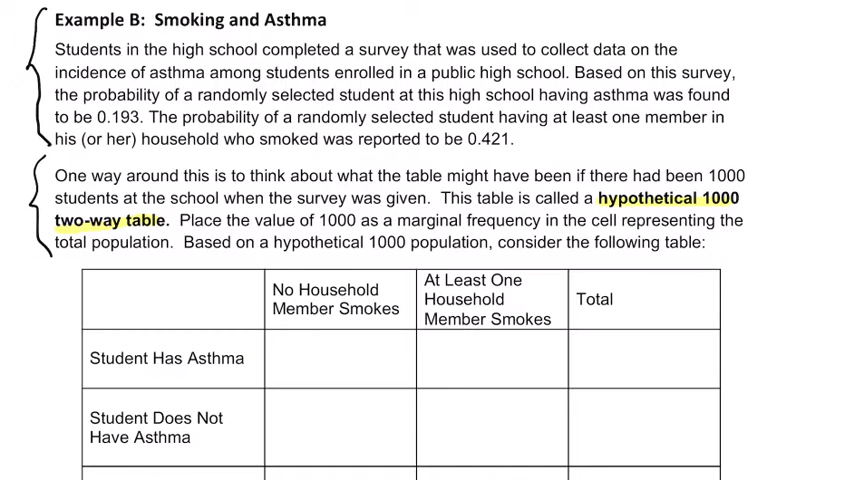 Example B:  Smoking and Asthma
Students in the high school completed a survey that was used to collect data on the
incidence of asthma among students enrolled in a public high school. Based on this survey,
the probability of a randomly selected student at this high school having asthma was found
to be 0.193. The probability of a randomly selected student having at least one member in
his (or her) household who smoked was reported to be 0.421.
One way around this is to think about what the table might have been if there had been 1000
students at the school when the survey was given.  This table is called a hypothetical 1000
two-way table.  Place the value of 1000 as a marginal frequency in the cell representing the
total population.  Based on a hypothetical 1000 population, consider the following table:
No Household
Member Smokes
At Least One
Household
Member Smokes
Total
Student Has Asthma
Student Does Not
Have Asthma